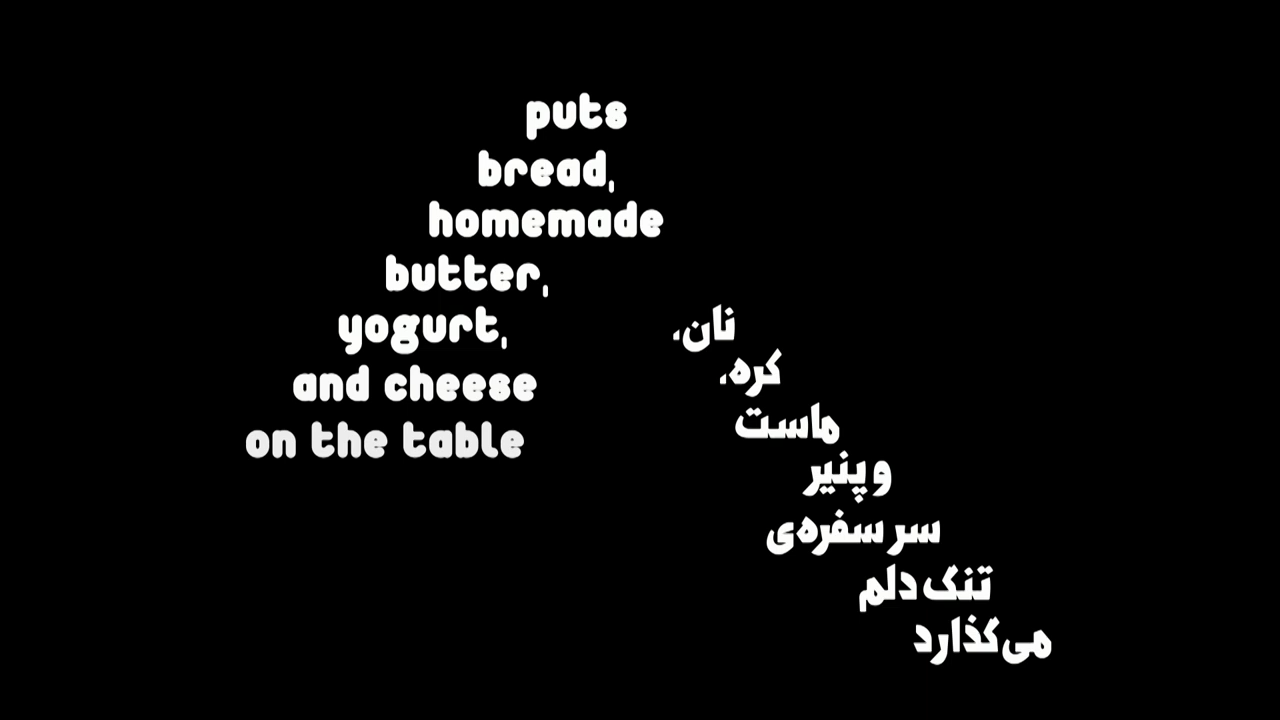 puts
bread,
homemade
butter,
yogurt,
and cheese
on the table
نان،
کره،
ماست
و پنیر
سر سفره‌ی
تنگ دلم
می‌گذارد